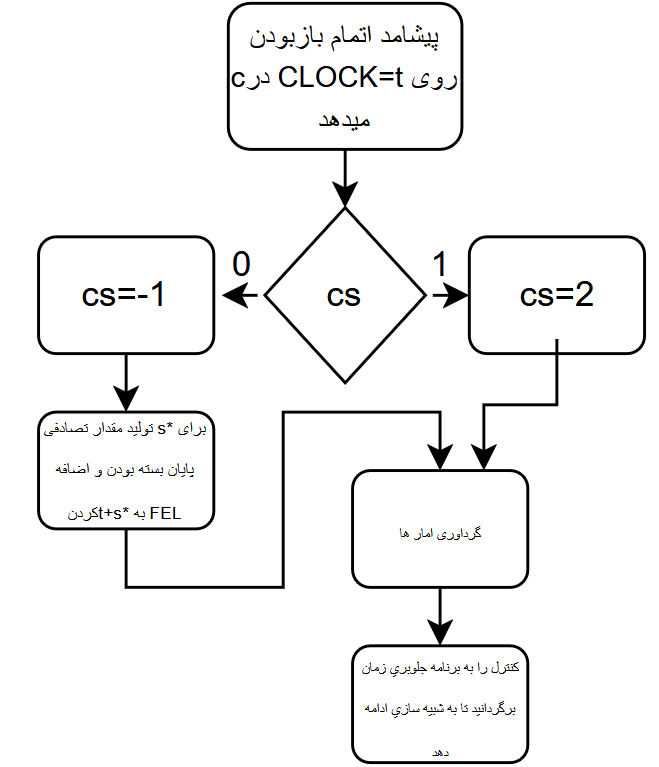 پیشامد اتمام بازبودن
روی CLOCK=t درc
میدهد
0
1
cs=-1
cs
cs=2
برای *s تولید مقدار تصادفی
پایان بسته بودن و اضافه
کردنt+s* به FEL
گرداوری امار ها
کنترل را به برنامه جلوبري زمان
برگردانید تا به شبیه سازي ادامه
دهد